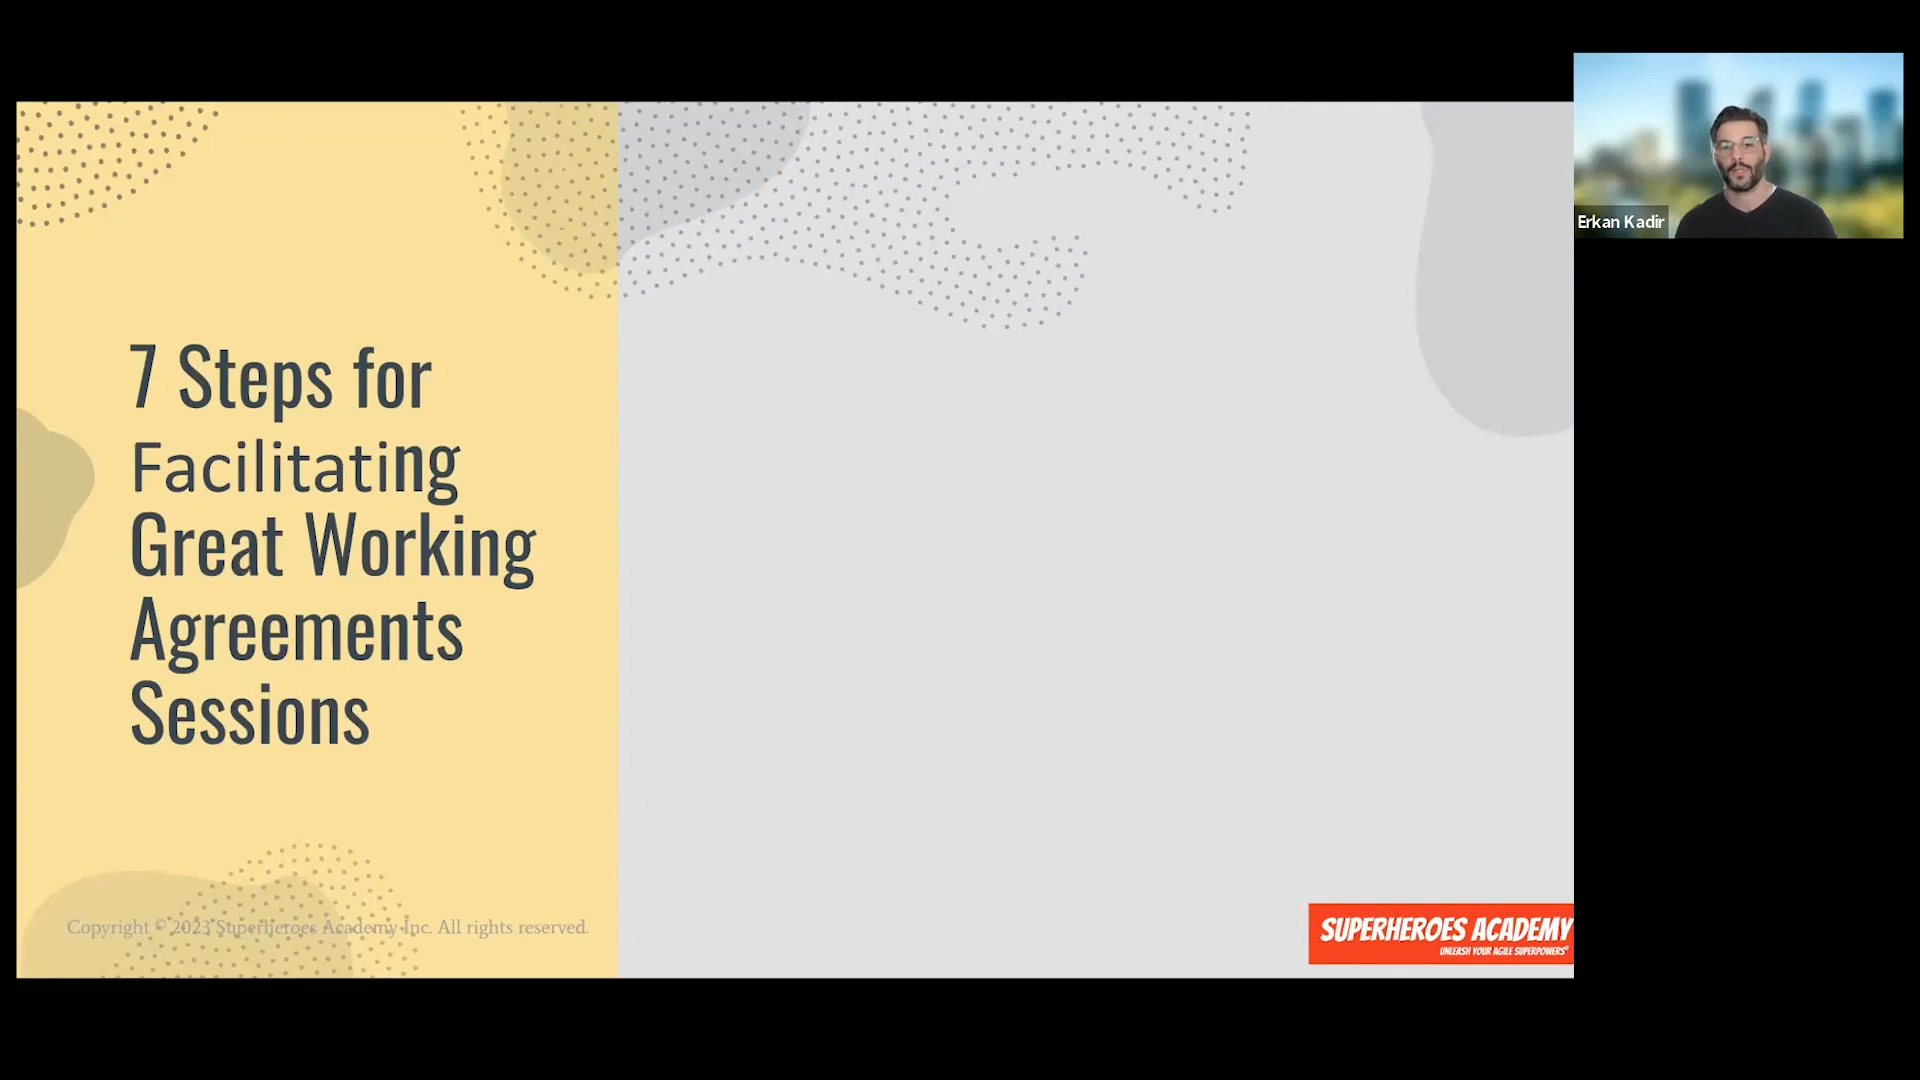 7 Steps for
Facilitating
Great Working
Agreements
Sessions
Copyright © 2023 Superheroes Academy Inc. All rights reserved.
SUPERHEROES ACADEMY
UNLEASH YOUR AGILE SUPERPOWERS®
Erkan Kadir